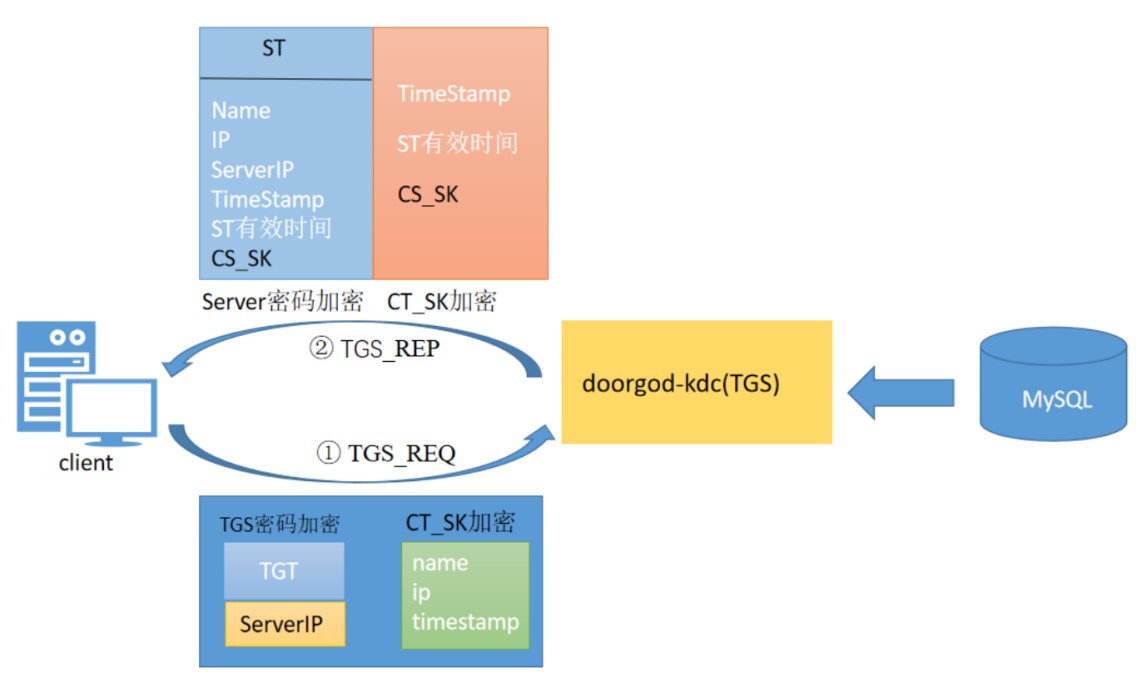 ST
Name
IP
ServerIP
TimeStamp
ST有效时间
CS_SK
TimeStamp
ST有效时间
CS_SK
Server密码加密
CT_SK加密
② TGS_REP
doorgod-kdc(TGS)
MySQL
client
① TGS_REQ
TGS密码加密
TGT
ServerIP
CT_SK加密
name
ip
timestamp